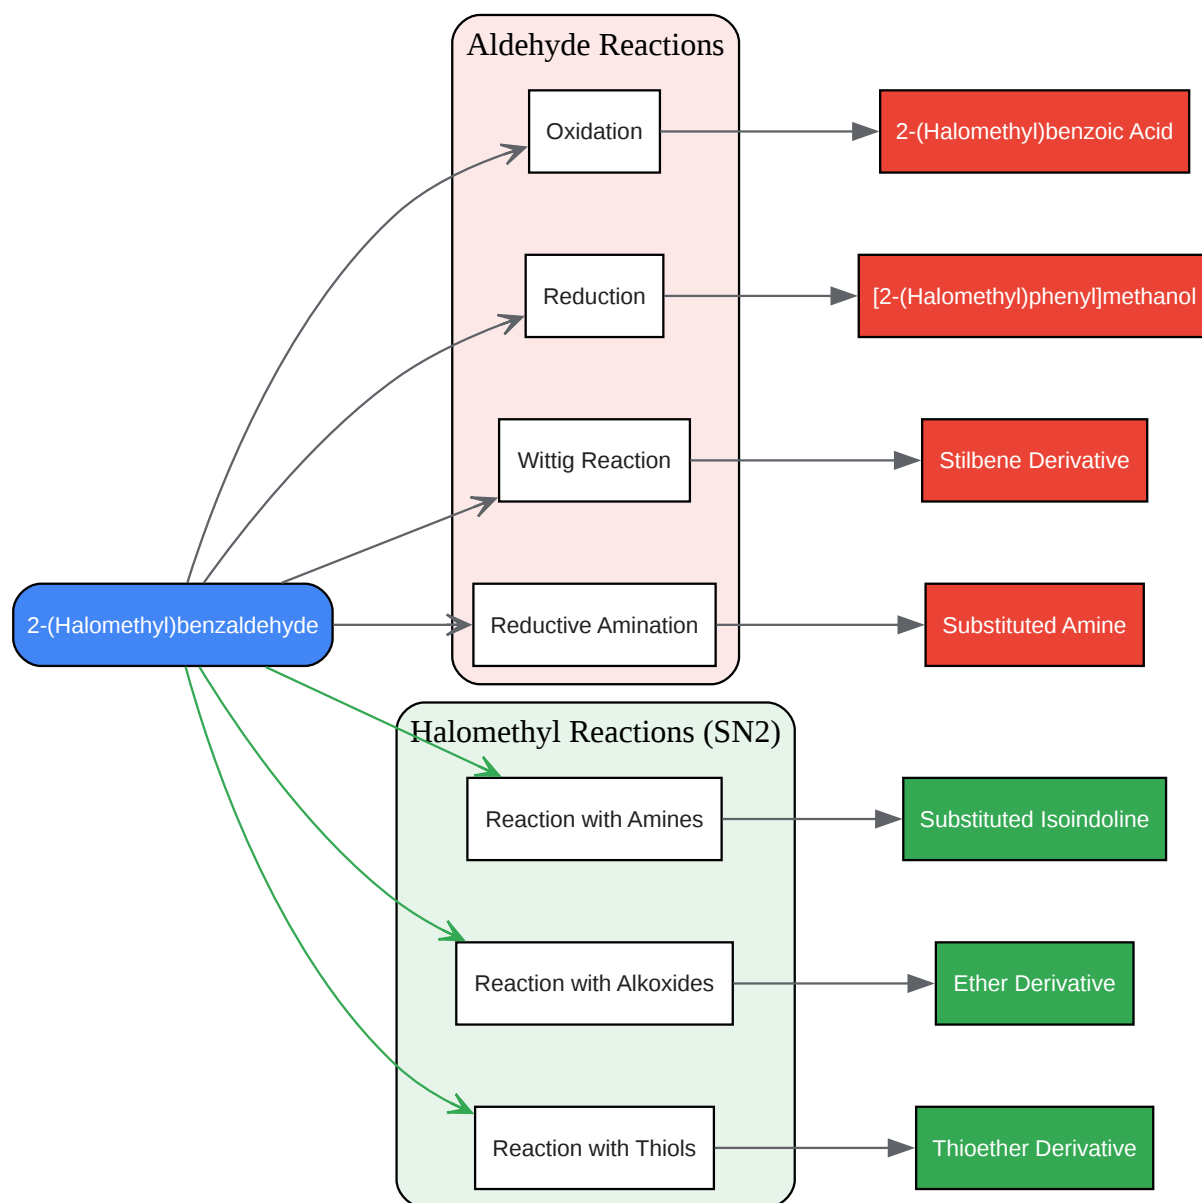 Aldehyde Reactions
Oxidation
2-(Halomethyl)benzoic Acid
Reduction
[2-(Halomethyl)phenyl]methanol
Wittig Reaction
Stilbene Derivative
2-(Halomethyl)benzaldehyde
Reductive Amination
Substituted Amine
Halomethyl Reactions (SN2)
Reaction with Amines
Substituted Isoindoline
Reaction with Alkoxides
Ether Derivative
Reaction with Thiols
Thioether Derivative